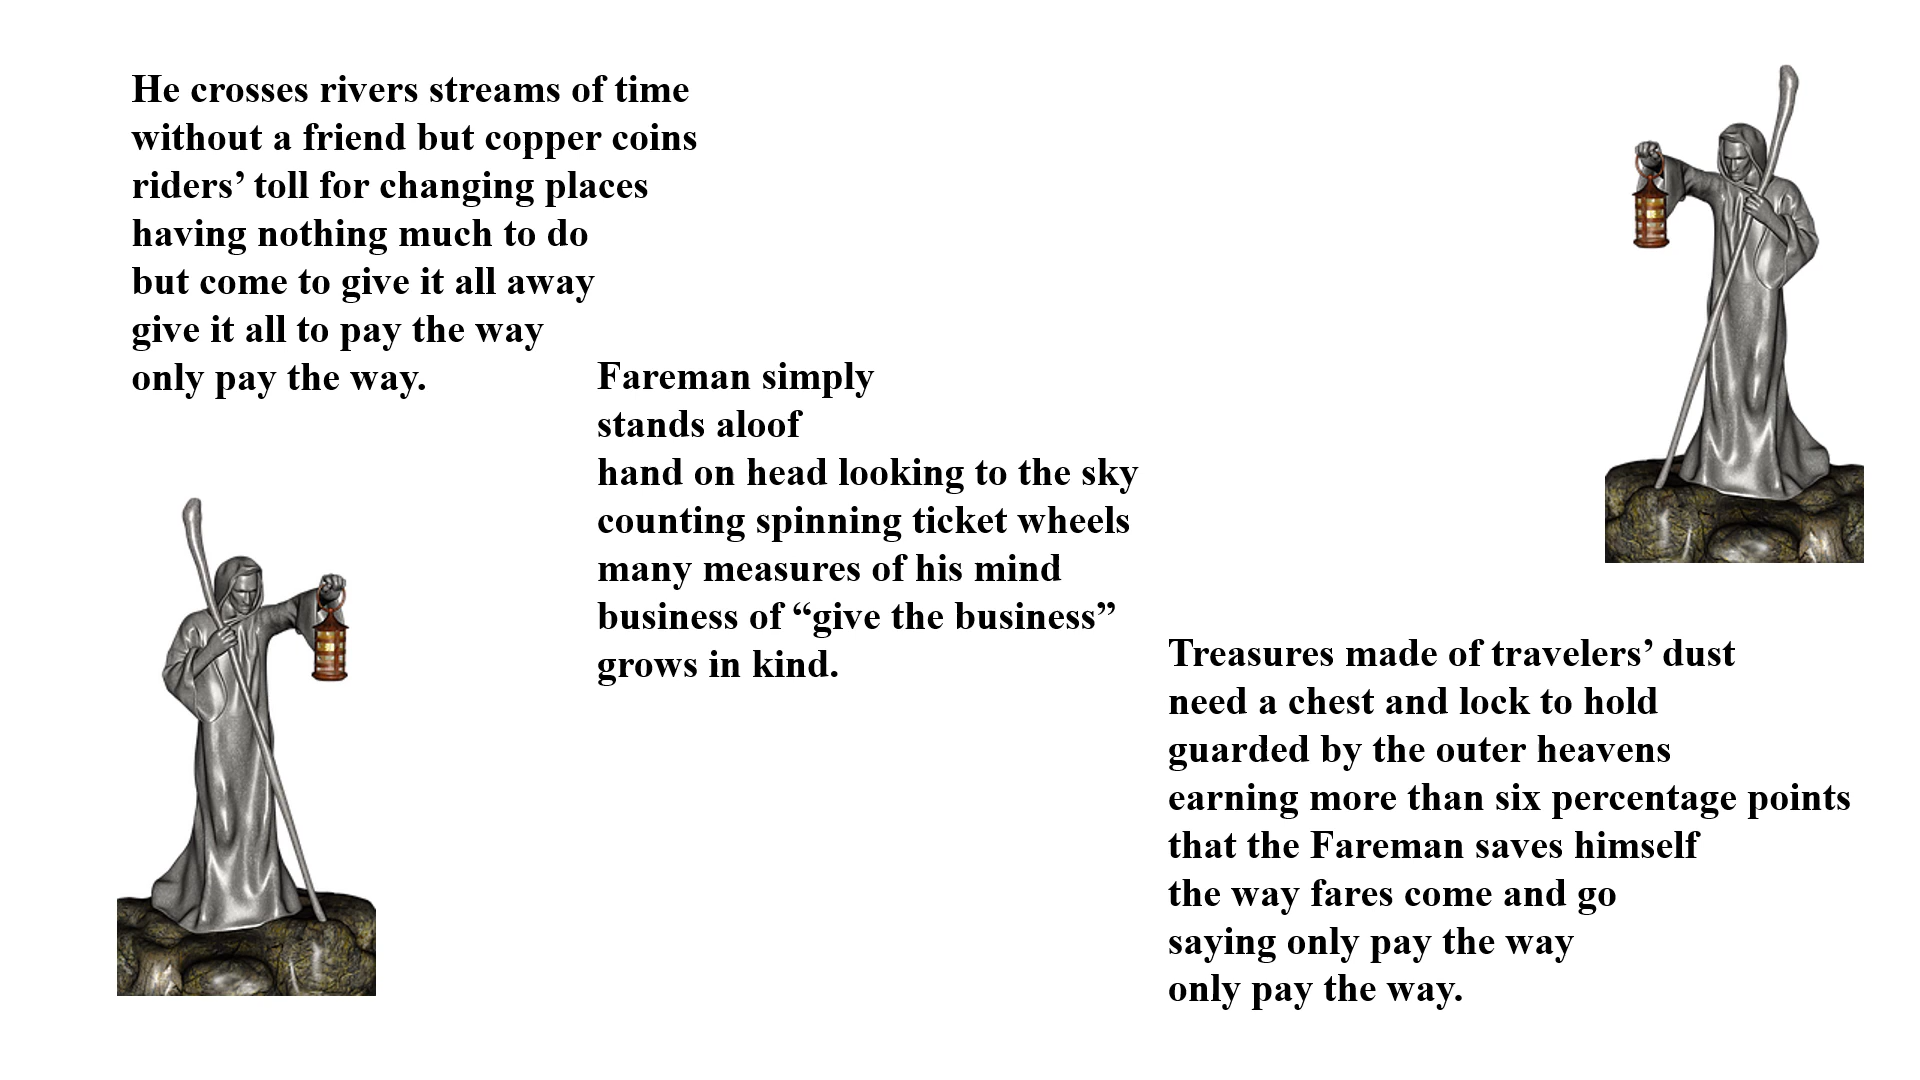 He crosses rivers streams of time
without a friend but copper coins
riders’ toll for changing places
having nothing much to do
but come to give it all away
give it all to pay the way
only pay the way.
Fareman simply
stands aloof
hand on head looking to the sky
counting spinning ticket wheels
many measures of his mind
business of “give the business”
grows in kind.
Treasures made of travelers’ dust
need a chest and lock to hold
guarded by the outer heavens
earning more than six percentage points
that the Fareman saves himself
the way fares come and go
saying only pay the way
only pay the way.